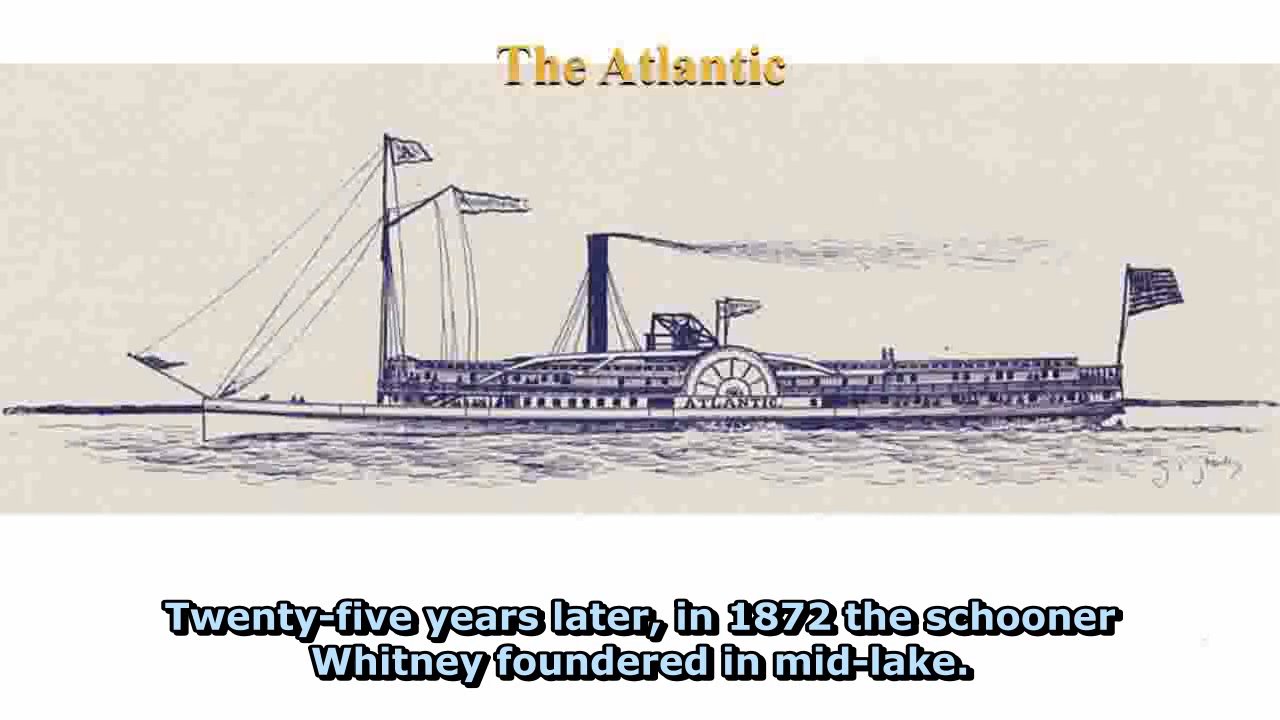 The Atlantic
ATLANTIC
Twenty-five years later, in 1872 the schooner
Whitney foundered in mid-lake.